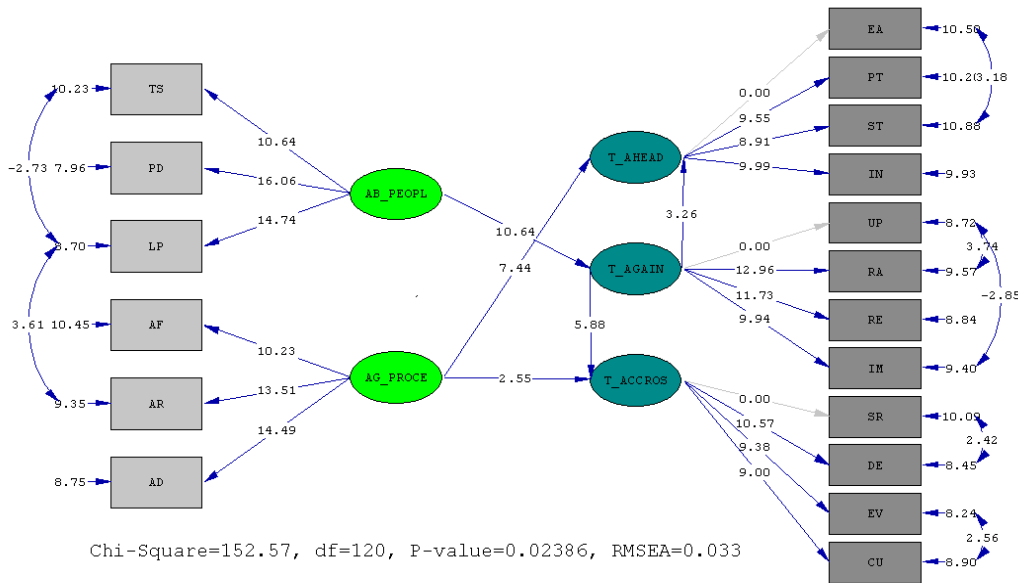 EA 10.50
PT 10.20 3.18
10.23 TS
0.00
9.55
ST 10.88
8.91
10.64
T_AHEAD
9.99
IN 9.93
-2.73 7.96 PD
16.06
AB_PEOPL
14.74
3.26
UP 8.72
10.64
0.00
3.74
LP
7.44
T_AGAIN
12.96
RA 9.57
-2.85
11.73
RE 8.84
9.94
3.61 10.45 AF
5.88
10.23
IM 9.40
AG_PROCE
2.55
T_ACCROS
13.51
0.00
9.35 AR
SR 10.09
10.57
14.49
9.38
2.42
9.00
DE 8.45
8.75 AD
EV 8.24
2.56
Chi-Square=152.57, df=120, P-value=0.02386, RMSEA=0.033
CU 8.90